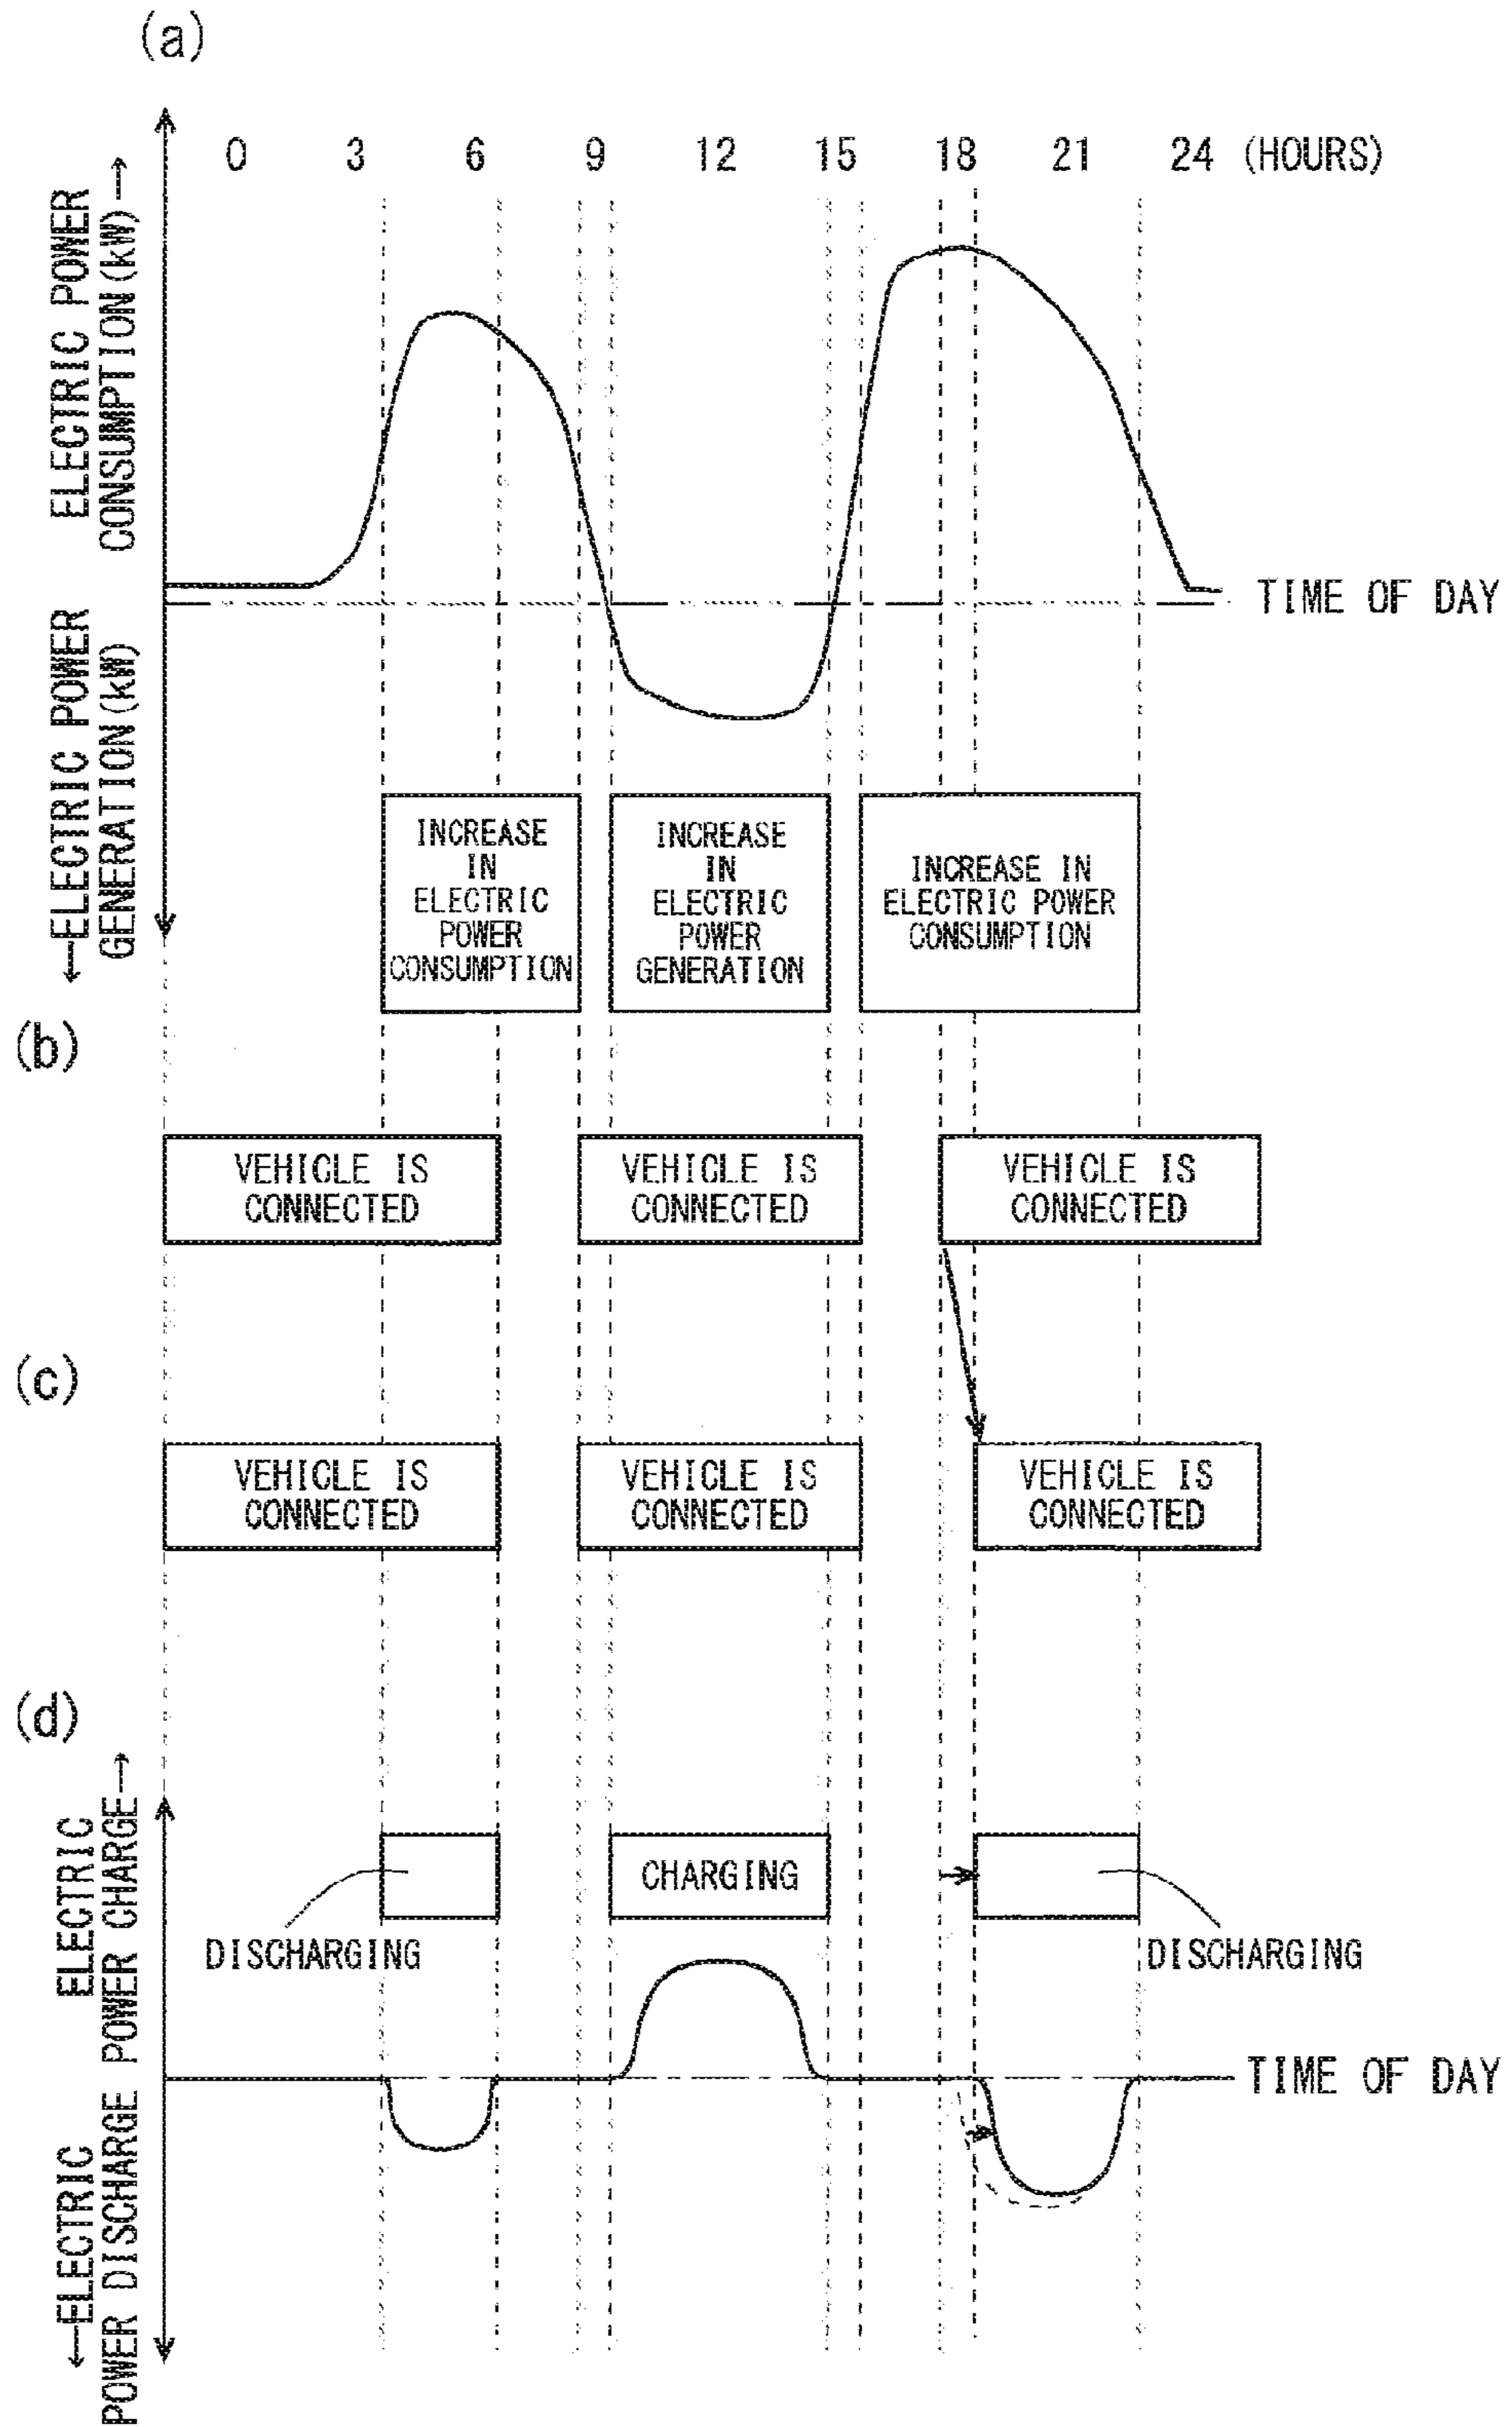 (a)
0 3 6 9 12 15 18 21 24 (HOURS)
ELECTRIC POWER
CONSUMPTION(kW)→
TIME OF DAY
←ELECTRIC POWER
GENERATION(kW)
INCREASE
IN
ELECTRIC
POWER
CONSUMPTION
INCREASE
IN
ELECTRIC
POWER
GENERATION
INCREASE IN
ELECTRIC POWER
CONSUMPTION
(b)
VEHICLE IS
CONNECTED
VEHICLE IS
CONNECTED
VEHICLE IS
CONNECTED
(c)
VEHICLE IS
CONNECTED
VEHICLE IS
CONNECTED
VEHICLE IS
CONNECTED
(d)
ELECTRIC
POWER CHARGE→
DISCHARGING
CHARGING
DISCHARGING
TIME OF DAY
←ELECTRIC
POWER DISCHARGE